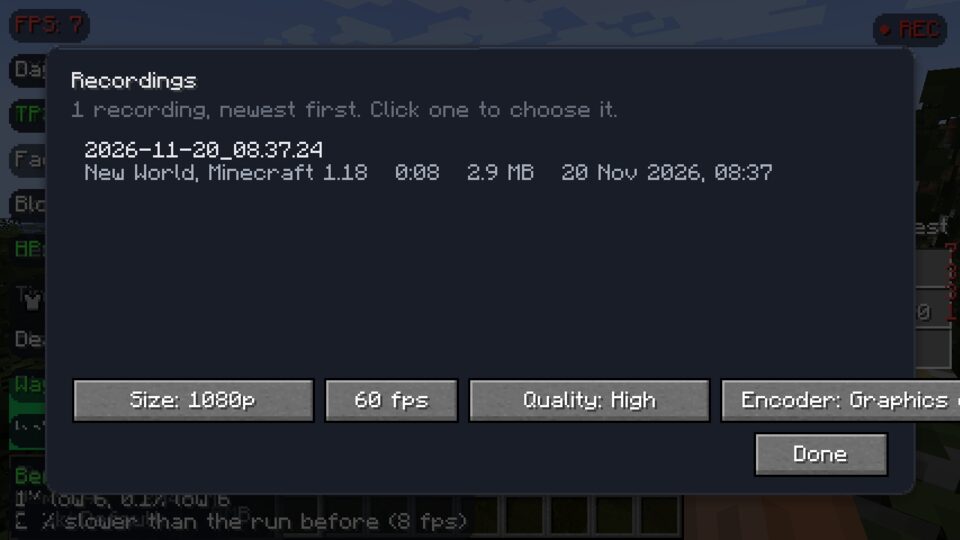 FPS: 7
REC
Recordings
1 recording, newest first. Click one to choose it.
2026-11-20_08.37.24
New World, Minecraft 1.18 0:08 2.9 MB 20 Nov 2026, 08:37
Size: 1080p
60 fps
Quality: High
Encoder: Graphics
Done
slower than the run before (8 fps)